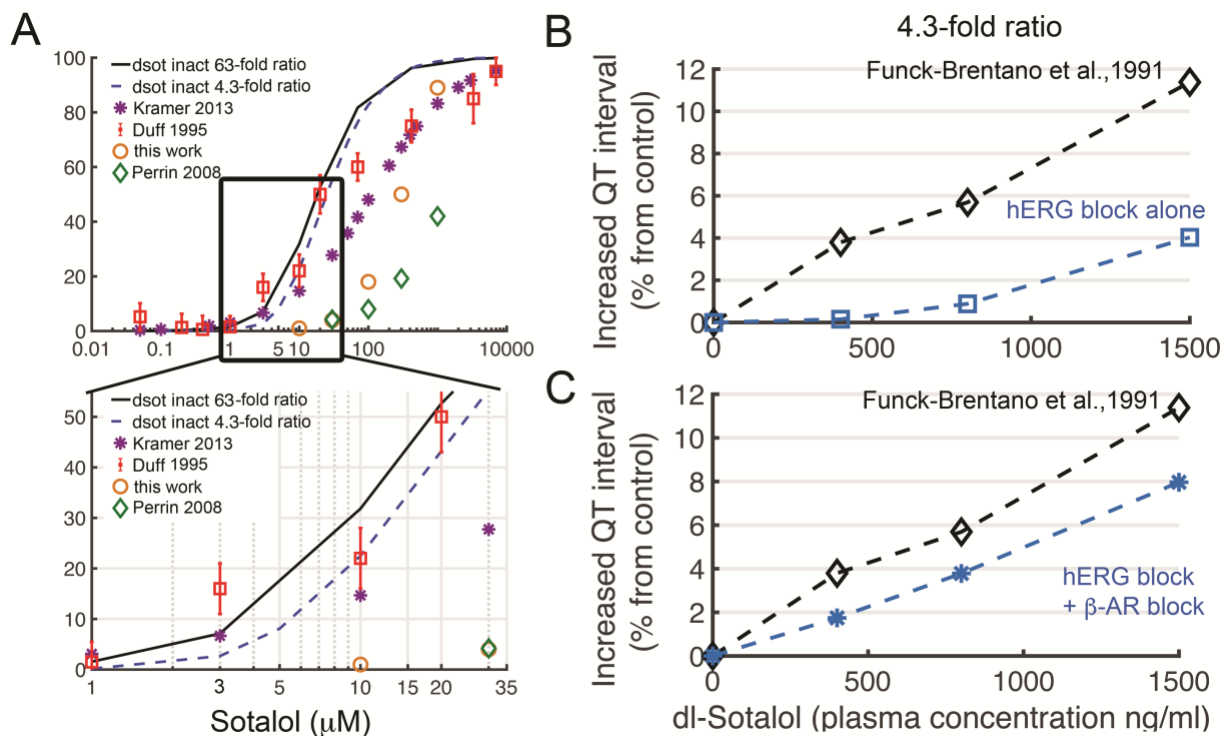 A
100
80
60
40
20
0
dsot inact 63-fold ratio
dsot inact 4.3-fold ratio
Kramer 2013
Duff 1995
this work
Perrin 2008
0.01 0.1 1 5 10 100 10000
50
40
30
20
10
0
dsot inact 63-fold ratio
dsot inact 4.3-fold ratio
Kramer 2013
Duff 1995
this work
Perrin 2008
1 3 5 10 15 20 35
Sotalol (μM)
B
4.3-fold ratio
Increased QT interval
(% from control)
12
10
8
6
4
2
0
Funck-Brentano et al.,1991
hERG block alone
0 500 1000 1500
C
Increased QT interval
(% from control)
12
10
8
6
4
2
0
Funck-Brentano et al.,1991
hERG block
+ β-AR block
0 500 1000 1500
dl-Sotalol (plasma concentration ng/ml)